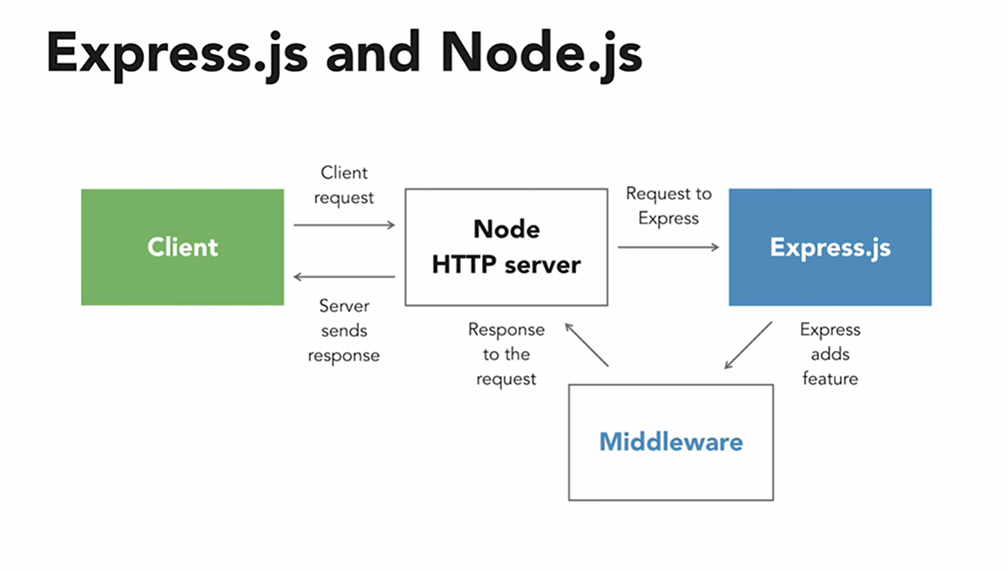 Express.js and Node.js
Client
request
Client
Node
HTTP server
Request to
Express
Express.js
Server
sends
response
Response
to the
request
Express
adds
feature
Middleware